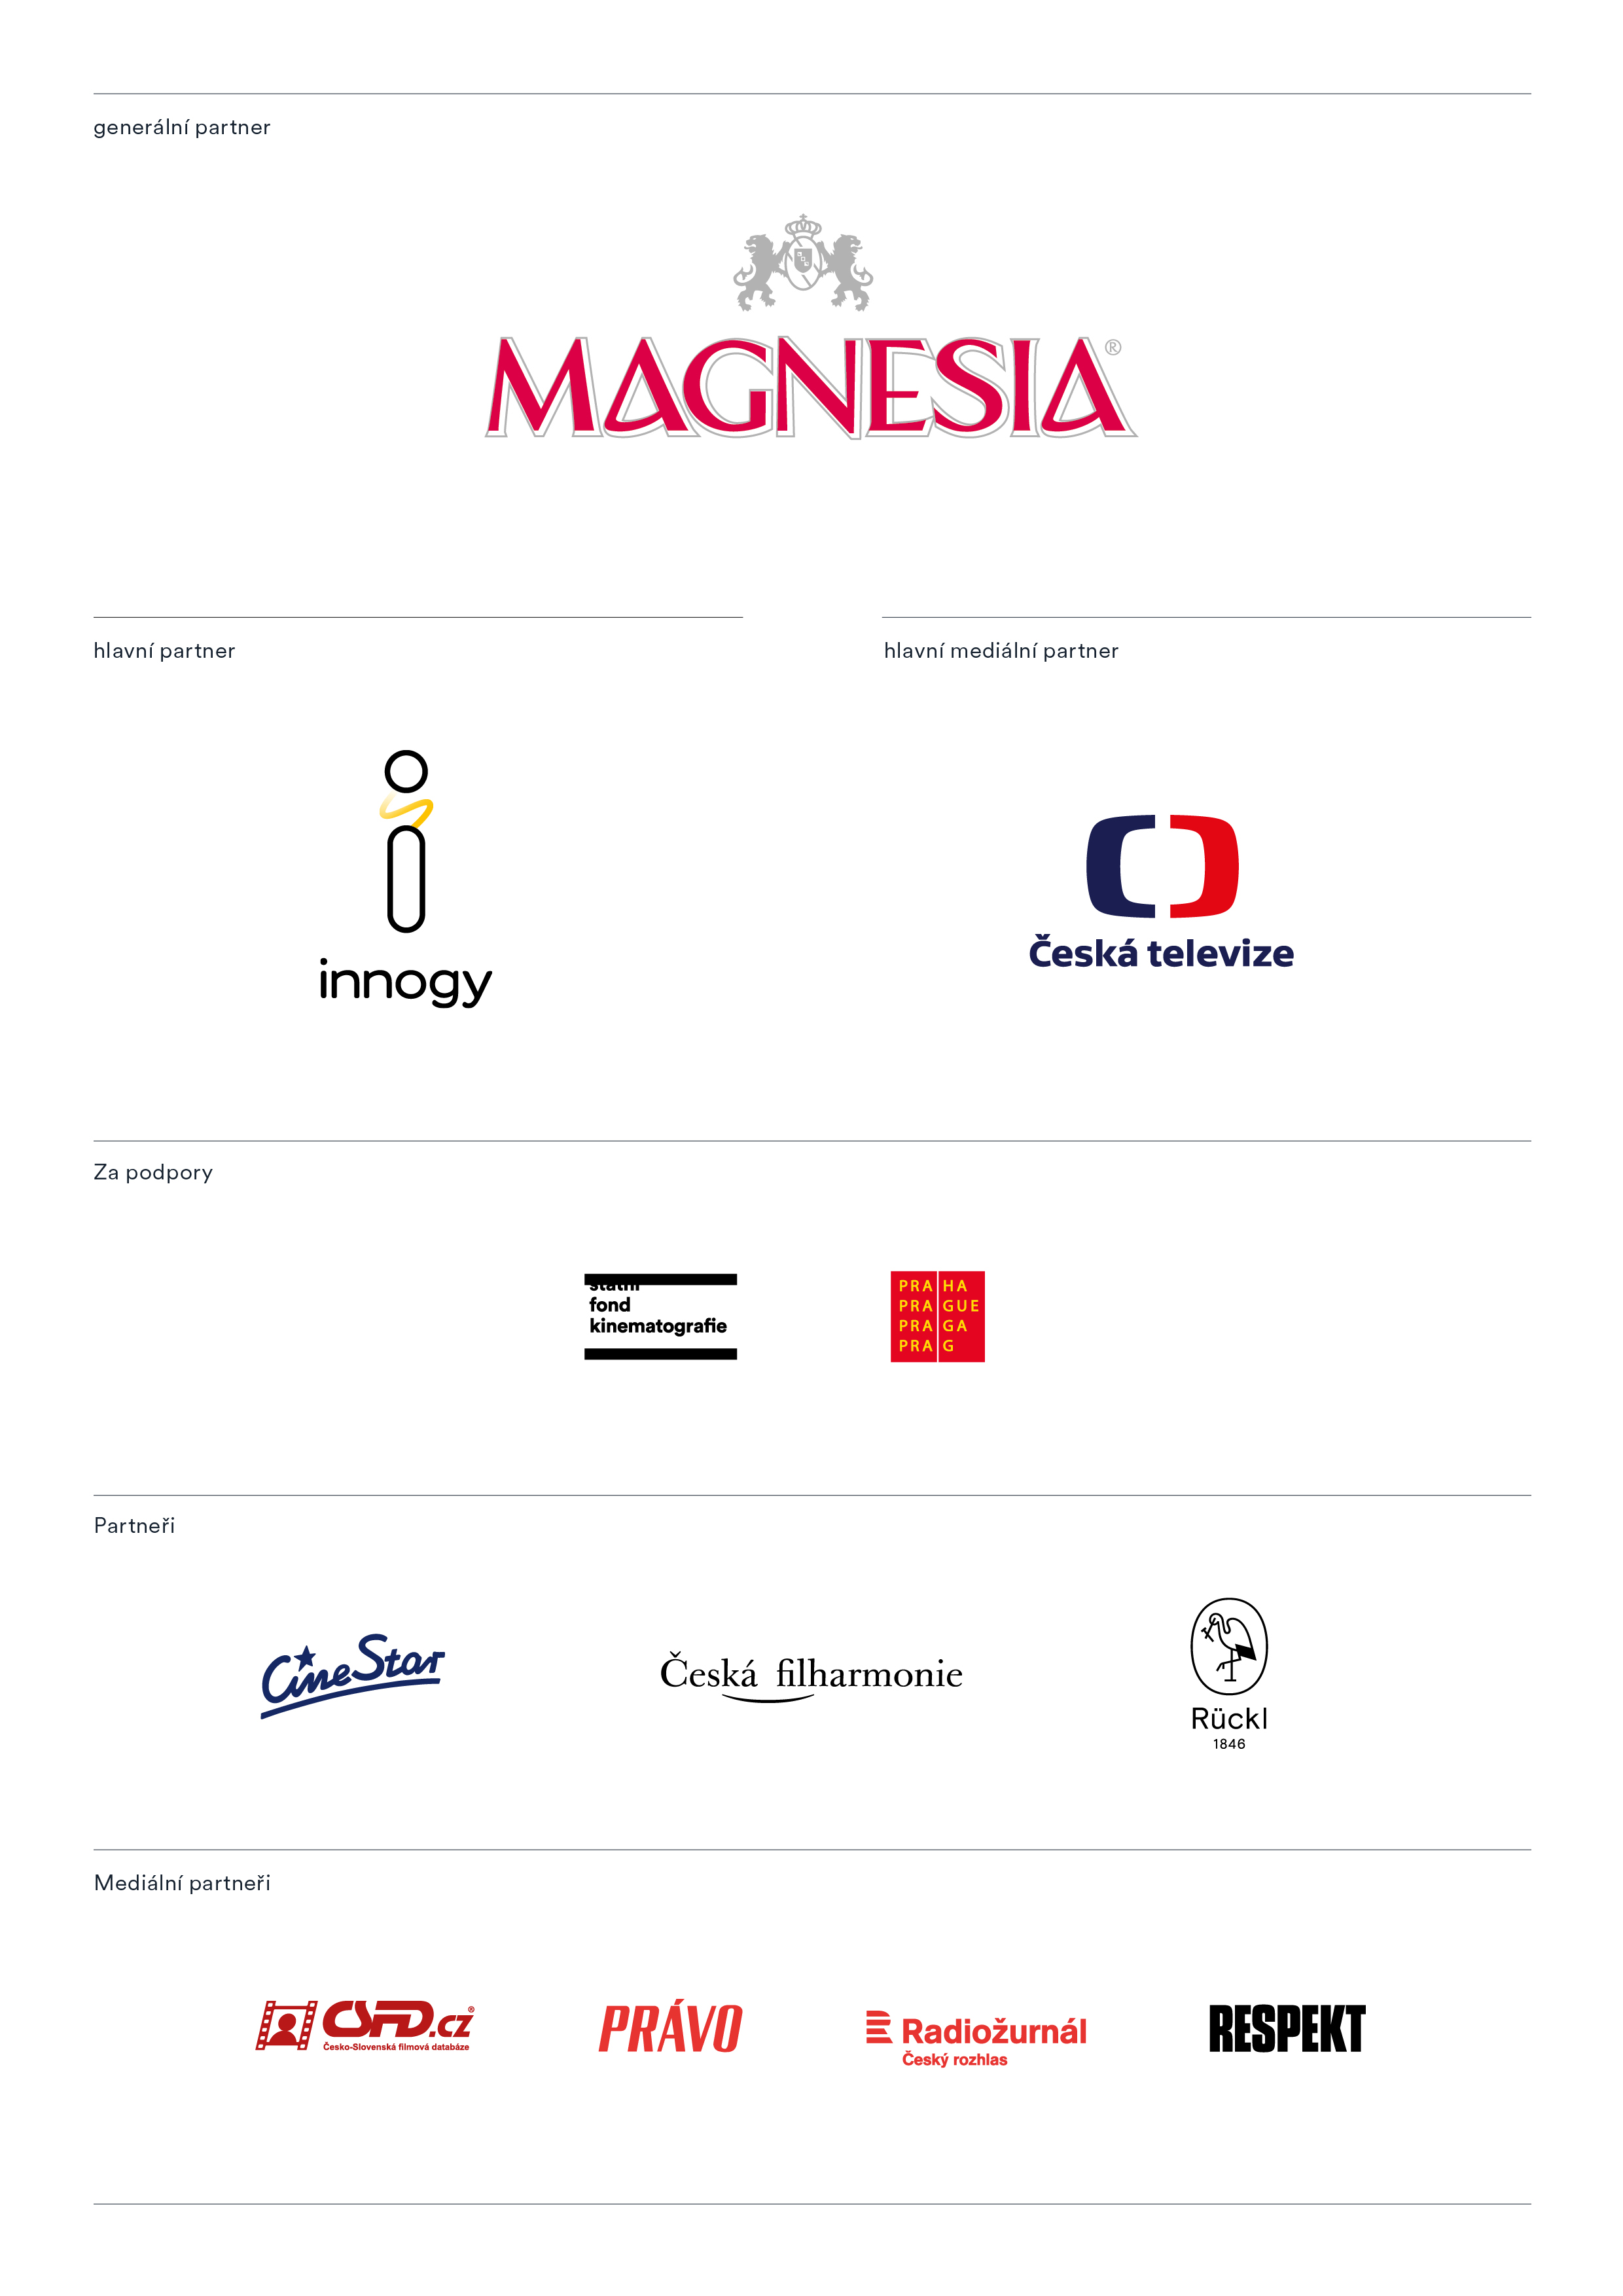 generální partner
MAGNESIA®
hlavní partner
hlavní mediální partner
innogy
Česká televize
Za podpory
státní
fond
kinematografie
PRA HA
PRA GUE
PRA GA
PRA G
Partneři
CineStar
Česká filharmonie
Rückl
1846
Mediální partneři
ČSFD.cz®
Česko-Slovenská filmová databáze
PRÁVO
Radiožurnál
Český rozhlas
RESPEKT